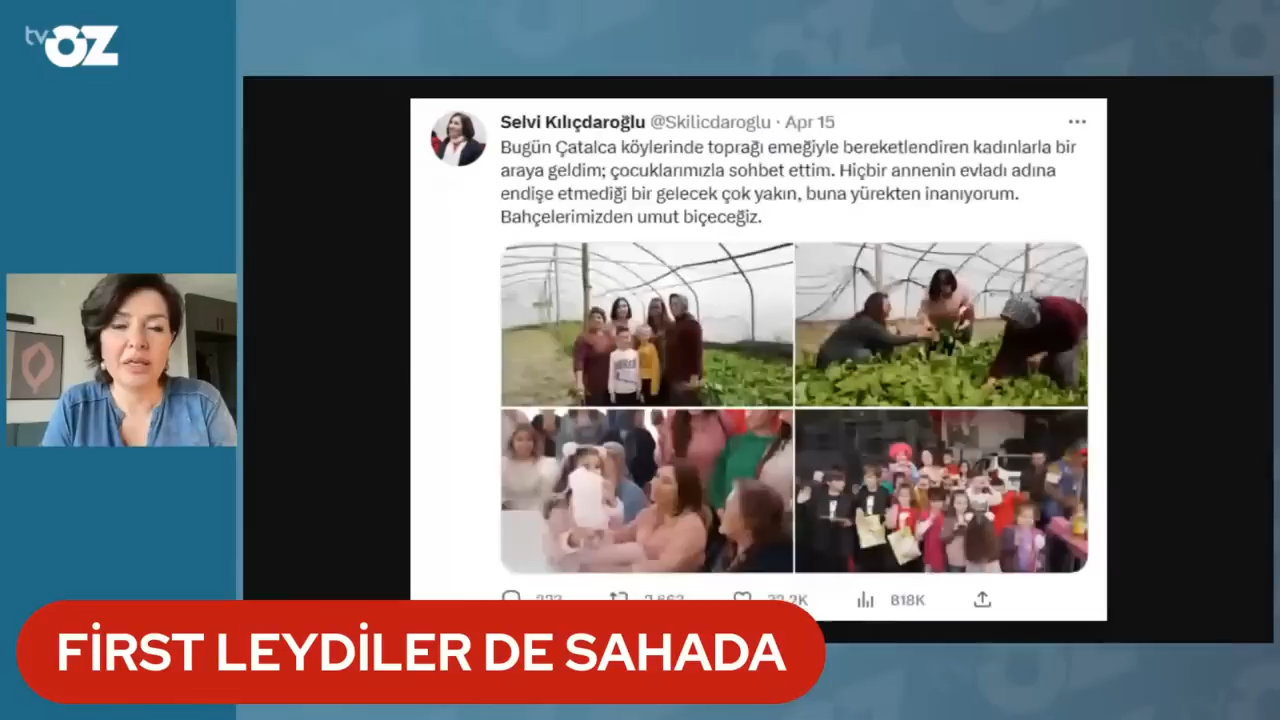 tv ÖZ
Selvi Kılıçdaroğlu @Skilicdaroglu · Apr 15
Bugün Çatalca köylerinde toprağı emeğiyle bereketlendiren kadınlarla bir
araya geldim; çocuklarımızla sohbet ettim. Hiçbir annenin evladı adına
endişe etmediği bir gelecek çok yakın, buna yürekten inanıyorum.
Bahçelerimizden umut biçeceğiz.
818K
FİRST LEYDİLER DE SAHADA